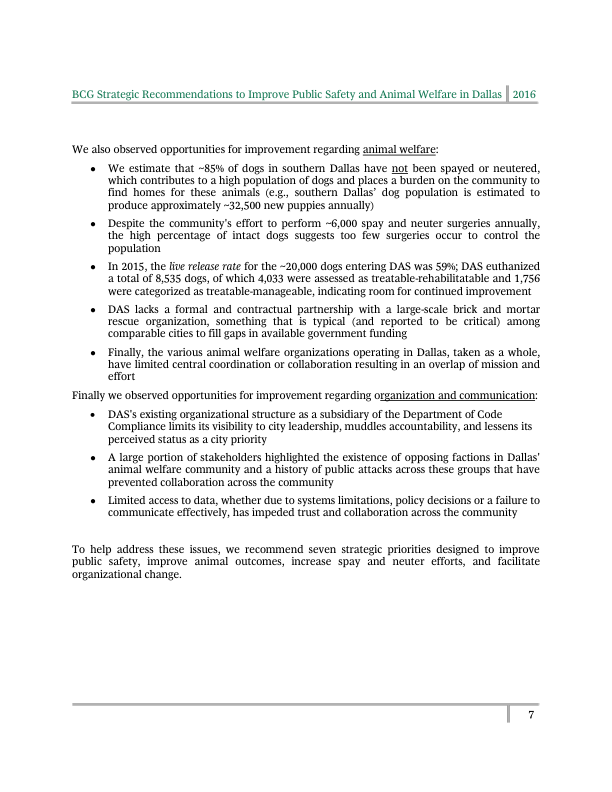 BCG Strategic Recommendations to Improve Public Safety and Animal Welfare in Dallas 2016
We also observed opportunities for improvement regarding animal welfare:
• We estimate that ~85% of dogs in southern Dallas have not been spayed or neutered,
which contributes to a high population of dogs and places a burden on the community to
find homes for these animals (e.g., southern Dallas’ dog population is estimated to
produce approximately ~32,500 new puppies annually)
• Despite the community’s effort to perform ~6,000 spay and neuter surgeries annually,
the high percentage of intact dogs suggests too few surgeries occur to control the
population
• In 2015, the live release rate for the ~20,000 dogs entering DAS was 59%; DAS euthanized
a total of 8,535 dogs, of which 4,033 were assessed as treatable-rehabilitatable and 1,756
were categorized as treatable-manageable, indicating room for continued improvement
• DAS lacks a formal and contractual partnership with a large-scale brick and mortar
rescue organization, something that is typical (and reported to be critical) among
comparable cities to fill gaps in available government funding
• Finally, the various animal welfare organizations operating in Dallas, taken as a whole,
have limited central coordination or collaboration resulting in an overlap of mission and
effort
Finally we observed opportunities for improvement regarding organization and communication:
• DAS’s existing organizational structure as a subsidiary of the Department of Code
Compliance limits its visibility to city leadership, muddles accountability, and lessens its
perceived status as a city priority
• A large portion of stakeholders highlighted the existence of opposing factions in Dallas’
animal welfare community and a history of public attacks across these groups that have
prevented collaboration across the community
• Limited access to data, whether due to systems limitations, policy decisions or a failure to
communicate effectively, has impeded trust and collaboration across the community
To help address these issues, we recommend seven strategic priorities designed to improve
public safety, improve animal outcomes, increase spay and neuter efforts, and facilitate
organizational change.
7